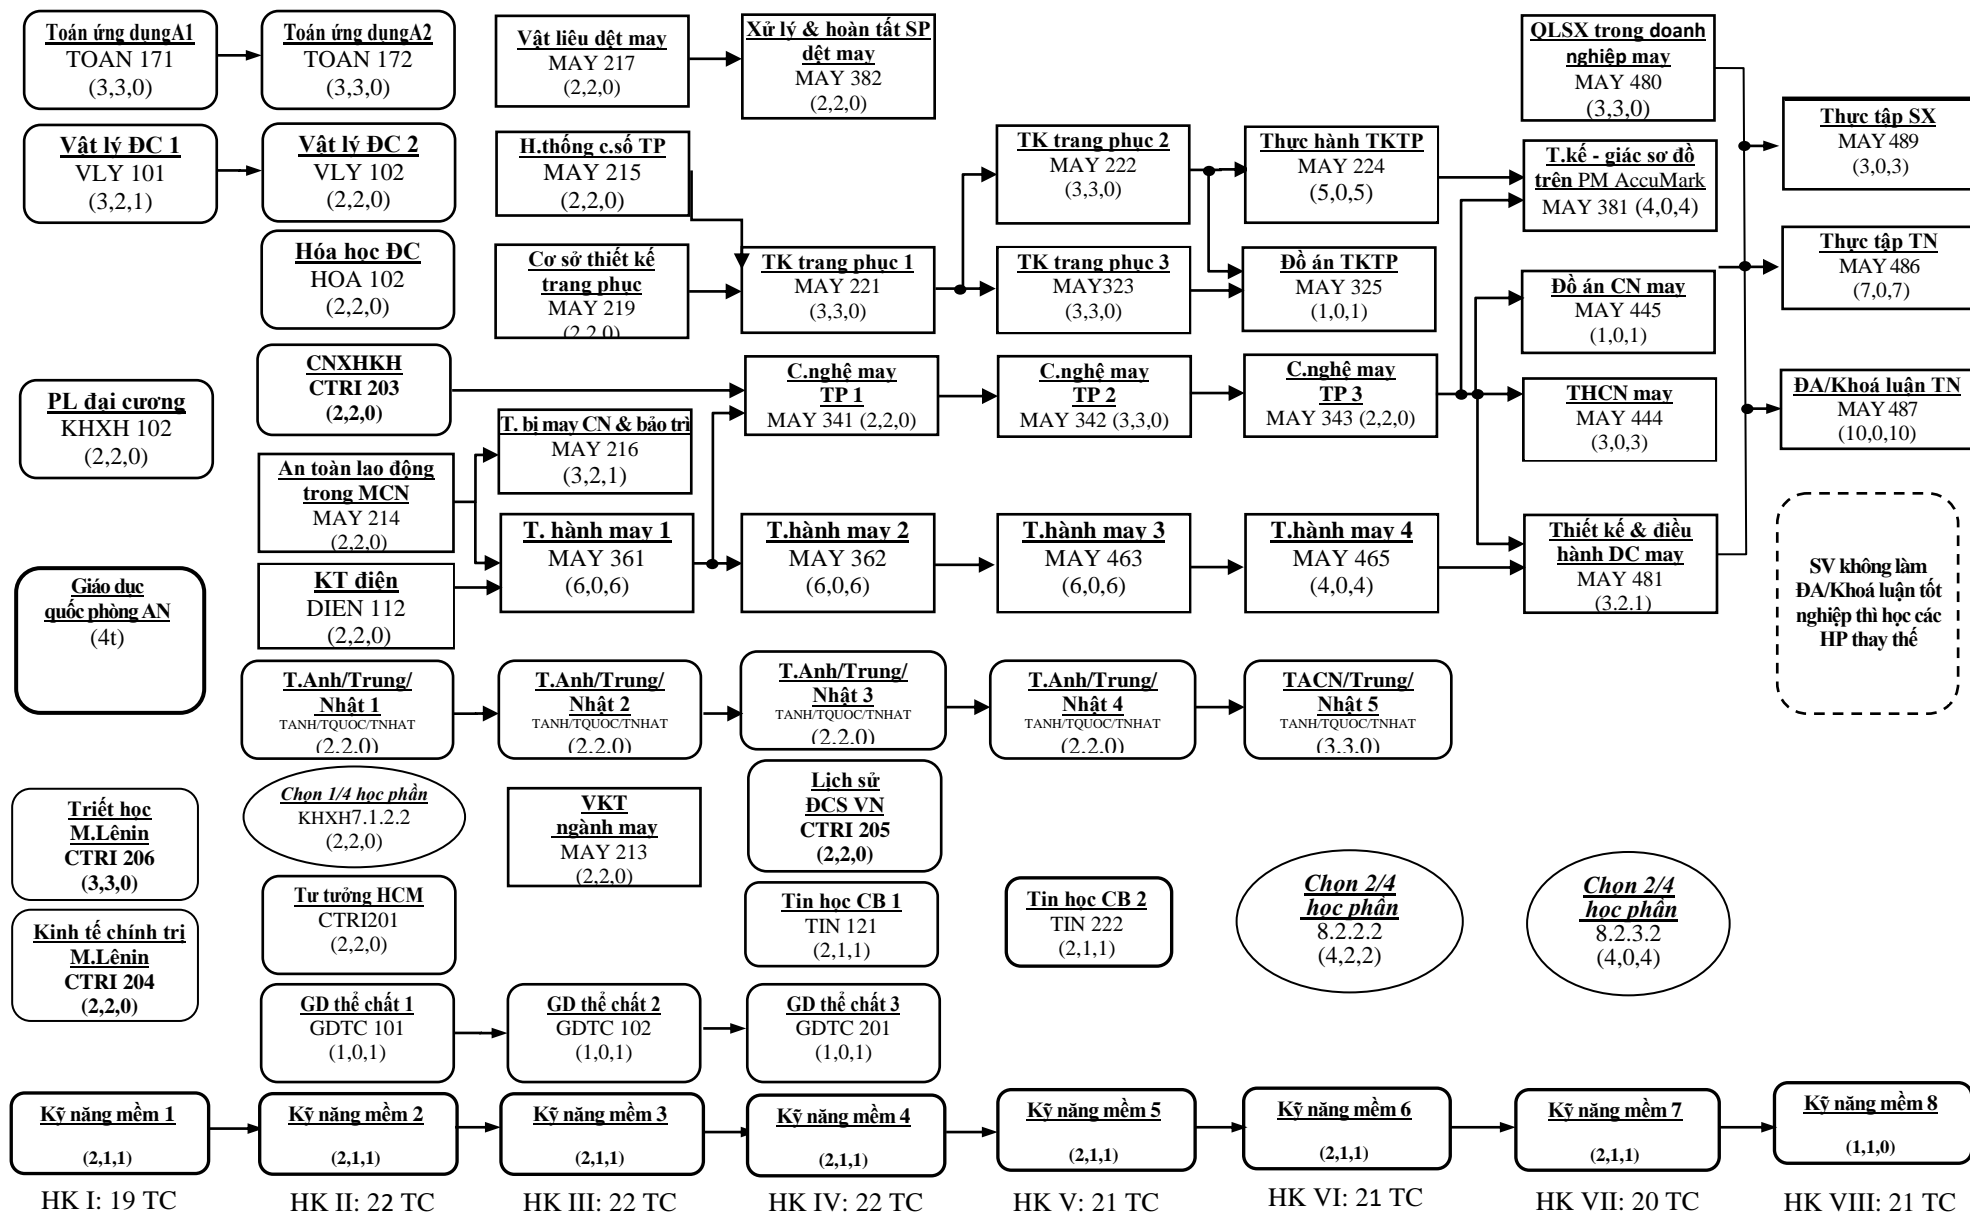 Toán ứng dụngA1
TOAN 171
(3,3,0)
Toán ứng dụngA2
TOAN 172
(3,3,0)
Vật liêu dệt may
MAY 217
(2,2,0)
Xử lý & hoàn tất SP
dệt may
MAY 382
(2,2,0)
QLSX trong doanh
nghiệp may
MAY 480
(3,3,0)
Vật lý ĐC 1
VLY 101
(3,2,1)
Vật lý ĐC 2
VLY 102
(2,2,0)
H.thống c.số TP
MAY 215
(2,2,0)
TK trang phục 2
MAY 222
(3,3,0)
Thực hành TKTP
MAY 224
(5,0,5)
T.kế - giác sơ đồ
trên PM AccuMark
MAY 381 (4,0,4)
Thực tập SX
MAY 489
(3,0,3)
Hóa học ĐC
HOA 102
(2,2,0)
Cơ sở thiết kế
trang phục
MAY 219
(2,2,0)
TK trang phục 1
MAY 221
(3,3,0)
TK trang phục 3
MAY323
(3,3,0)
Đồ án TKTP
MAY 325
(1,0,1)
Đồ án CN may
MAY 445
(1,0,1)
Thực tập TN
MAY 486
(7,0,7)
PL đại cương
KHXH 102
(2,2,0)
CNXHKH
CTRI 203
(2,2,0)
C.nghệ may
TP 1
MAY 341 (2,2,0)
C.nghệ may
TP 2
MAY 342 (3,3,0)
C.nghệ may
TP 3
MAY 343 (2,2,0)
THCN may
MAY 444
(3,0,3)
ĐA/Khoá luận TN
MAY 487
(10,0,10)
T. bị may CN & bảo trì
MAY 216
(3,2,1)
An toàn lao động
trong MCN
MAY 214
(2,2,0)
T. hành may 1
MAY 361
(6,0,6)
T.hành may 2
MAY 362
(6,0,6)
T.hành may 3
MAY 463
(6,0,6)
T.hành may 4
MAY 465
(4,0,4)
Thiết kế & điều
hành DC may
MAY 481
(3.2.1)
SV không làm
ĐA/Khoá luận tốt
nghiệp thì học các
HP thay thế
Giáo dục
quốc phòng AN
(4t)
KT điện
DIEN 112
(2,2,0)
T.Anh/Trung/
Nhật 1
TANH/TQUOC/TNHAT
(2,2,0)
T.Anh/Trung/
Nhật 2
TANH/TQUOC/TNHAT
(2,2,0)
T.Anh/Trung/
Nhật 3
TANH/TQUOC/TNHAT
(2,2,0)
T.Anh/Trung/
Nhật 4
TANH/TQUOC/TNHAT
(2,2,0)
TACN/Trung/
Nhật 5
TANH/TQUOC/TNHAT
(3,3,0)
Triết học
M.Lênin
CTRI 206
(3,3,0)
Chọn 1/4 học phần
KHXH7.1.2.2
(2,2,0)
VKT
ngành may
MAY 213
(2,2,0)
Lịch sử
ĐCS VN
CTRI 205
(2,2,0)
Kinh tế chính trị
M.Lênin
CTRI 204
(2,2,0)
Tư tưởng HCM
CTRI201
(2,2,0)
Tin học CB 1
TIN 121
(2,1,1)
Tin học CB 2
TIN 222
(2,1,1)
Chọn 2/4
học phần
8.2.2.2
(4,2,2)
Chọn 2/4
học phần
8.2.3.2
(4,0,4)
GD thể chất 1
GDTC 101
(1,0,1)
GD thể chất 2
GDTC 102
(1,0,1)
GD thể chất 3
GDTC 201
(1,0,1)
Kỹ năng mềm 1
(2,1,1)
Kỹ năng mềm 2
(2,1,1)
Kỹ năng mềm 3
(2,1,1)
Kỹ năng mềm 4
(2,1,1)
Kỹ năng mềm 5
(2,1,1)
Kỹ năng mềm 6
(2,1,1)
Kỹ năng mềm 7
(2,1,1)
Kỹ năng mềm 8
(1,1,0)
HK I: 19 TC
HK II: 22 TC
HK III: 22 TC
HK IV: 22 TC
HK V: 21 TC
HK VI: 21 TC
HK VII: 20 TC
HK VIII: 21 TC